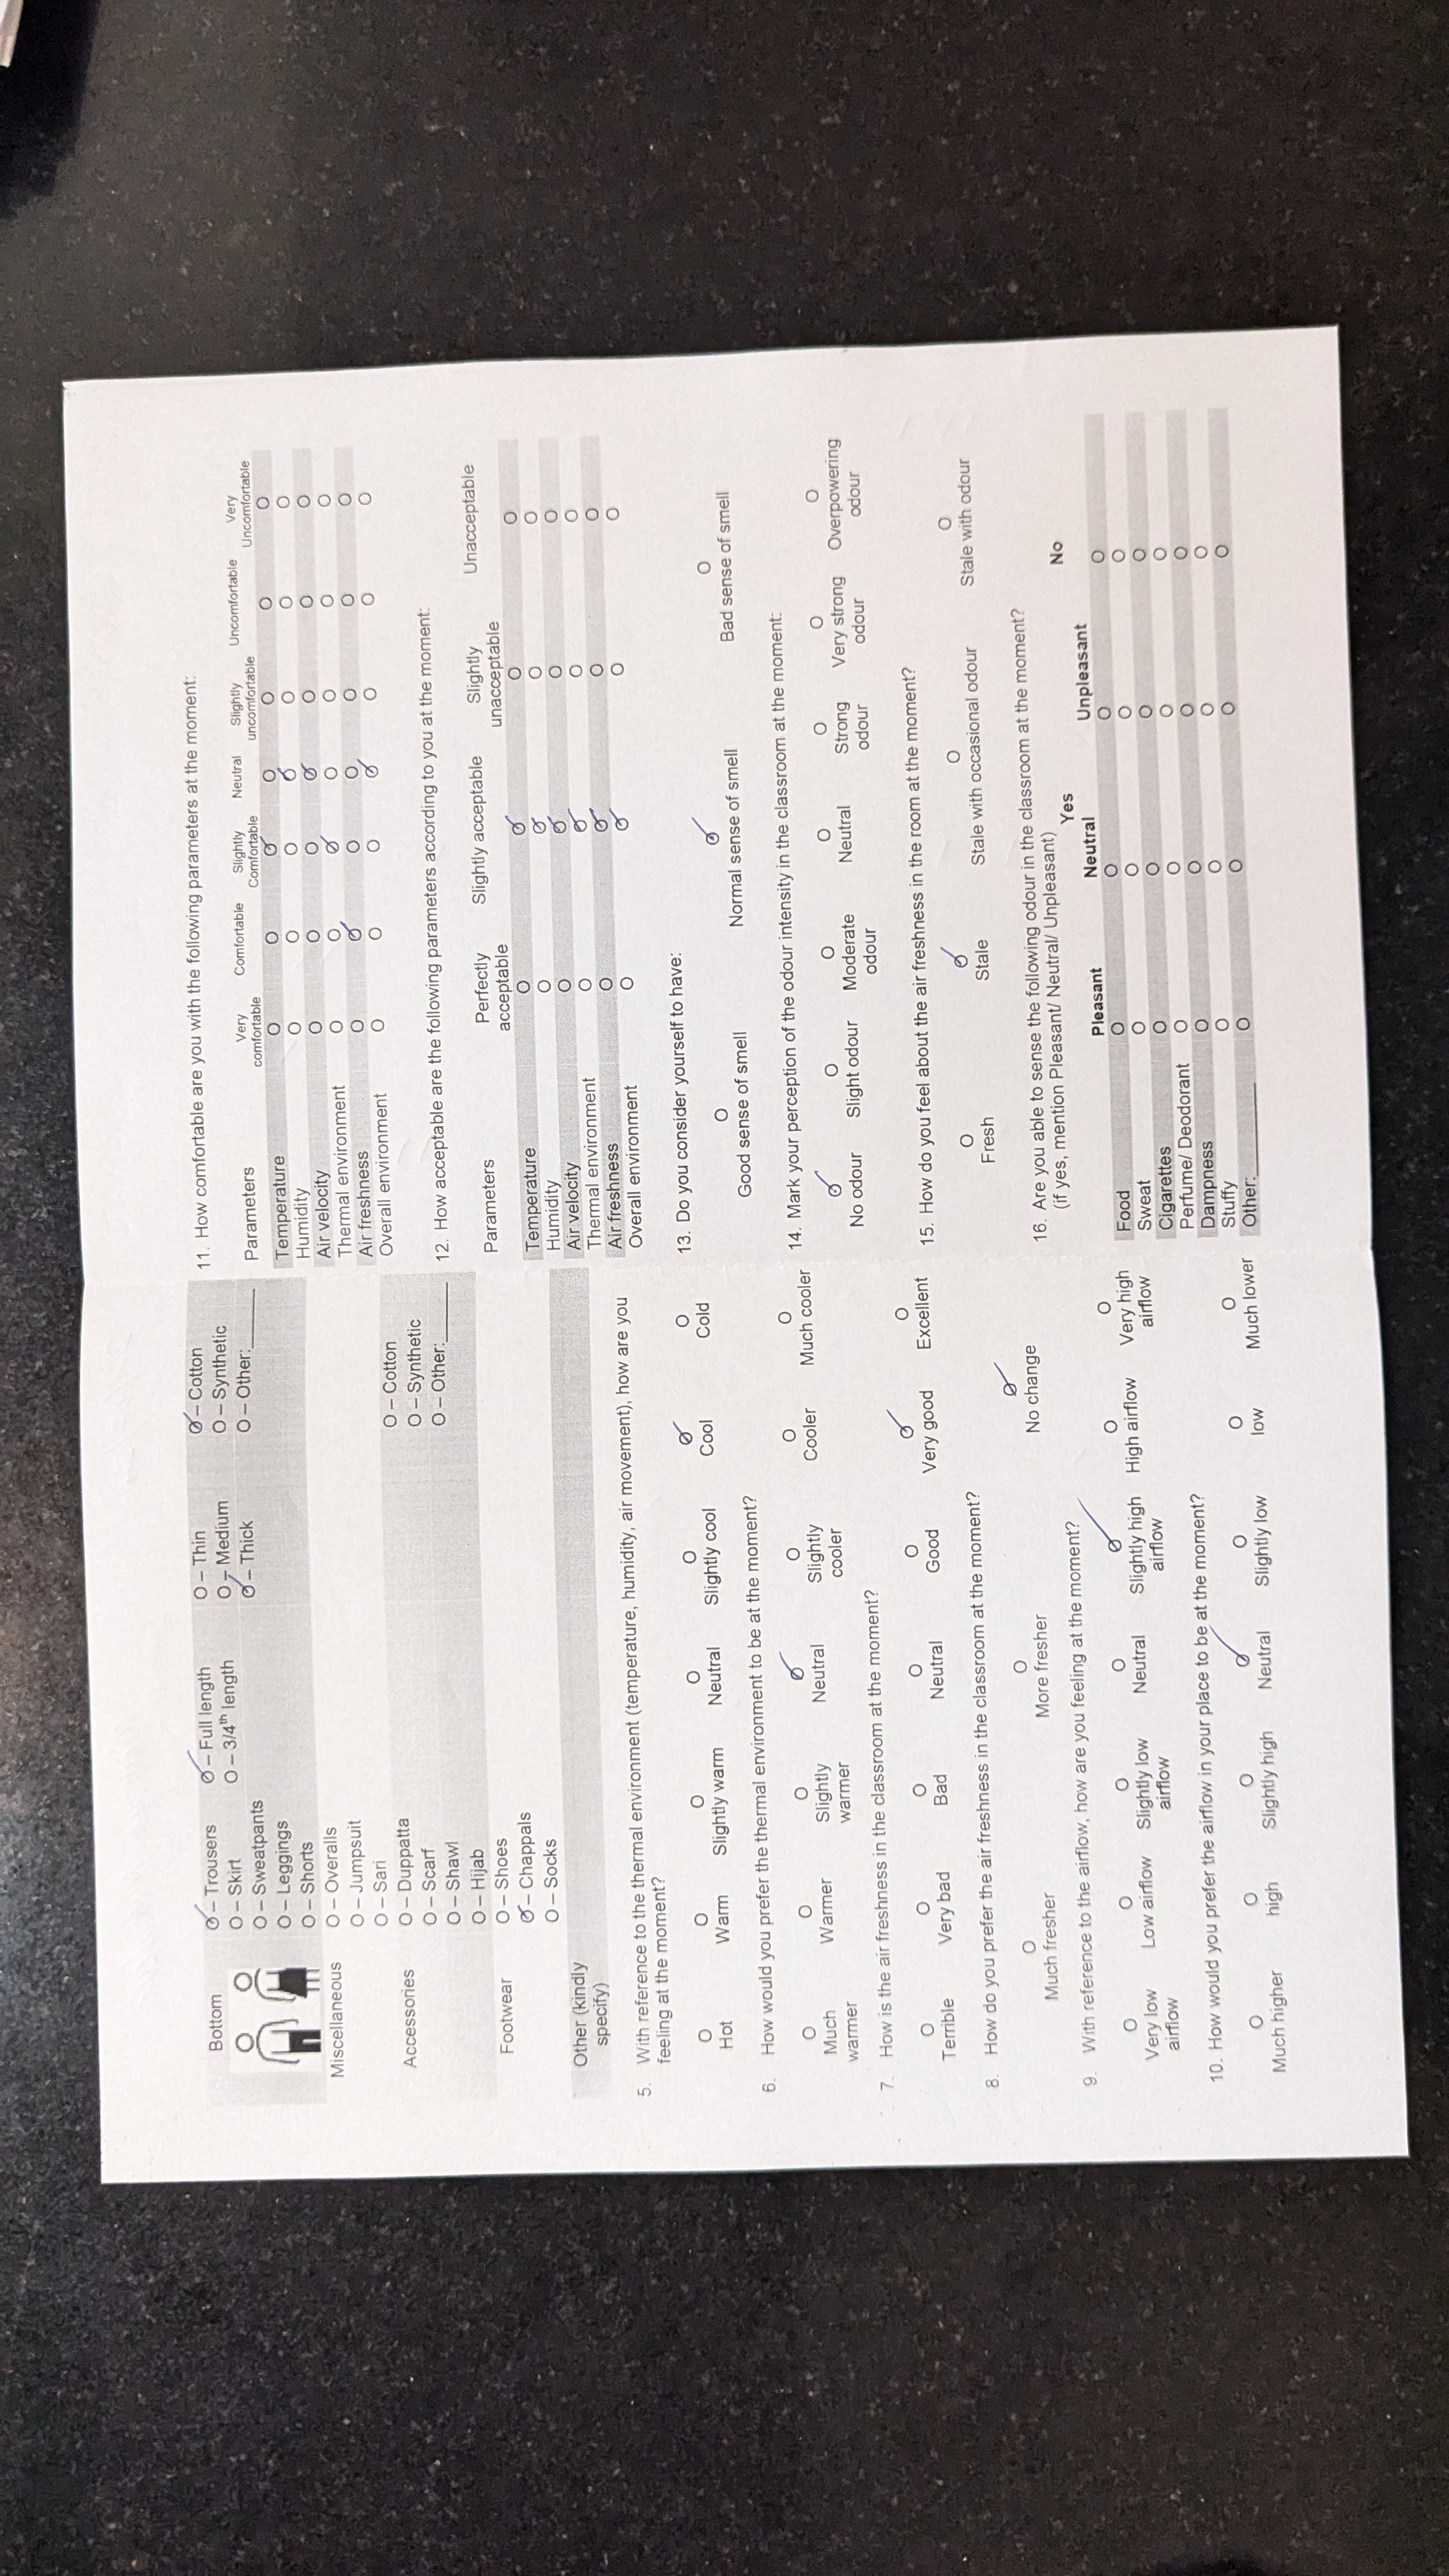 Bottom
O – Trousers
O – Skirt
O – Sweatpants
O – Leggings
O – Shorts
O – Full length
O – 3/4th length
O – Thin
O – Medium
O – Thick
O – Cotton
O – Synthetic
O – Other:______
Miscellaneous
O – Overalls
O – Jumpsuit
O – Sari
Accessories
O – Duppatta
O – Scarf
O – Shawl
O – Hijab
O – Cotton
O – Synthetic
O – Other:______
Footwear
O – Shoes
O – Chappals
O – Socks
Other (kindly
specify)
5. With reference to the thermal environment (temperature, humidity, air movement), how are you
feeling at the moment?
O O O O O O O
Hot Warm Slightly warm Neutral Slightly cool Cool Cold
6. How would you prefer the thermal environment to be at the moment?
O O O O O O O
Much Warmer Slightly Neutral Slightly Cooler Much cooler
warmer warmer cooler
7. How is the air freshness in the classroom at the moment?
O O O O O O O
Terrible Very bad Bad Neutral Good Very good Excellent
8. How do you prefer the air freshness in the classroom at the moment?
O O O
Much fresher More fresher No change
9. With reference to the airflow, how are you feeling at the moment?
O O O O O O O
Very low Low airflow Slightly low Neutral Slightly high High airflow Very high
airflow airflow airflow airflow
10. How would you prefer the airflow in your place to be at the moment?
O O O O O O O
Much higher high Slightly high Neutral Slightly low low Much lower
11. How comfortable are you with the following parameters at the moment:
Parameters Very Comfortable Slightly Neutral Slightly Uncomfortable Very
comfortable Comfortable uncomfortable Uncomfortable
Temperature O O O O O O O
Humidity O O O O O O O
Air velocity O O O O O O O
Thermal environment O O O O O O O
Air freshness O O O O O O O
Overall environment O O O O O O O
12. How acceptable are the following parameters according to you at the moment:
Parameters Perfectly Slightly acceptable Slightly Unacceptable
acceptable unacceptable
Temperature O O O O
Humidity O O O O
Air velocity O O O O
Thermal environment O O O O
Air freshness O O O O
Overall environment O O O O
13. Do you consider yourself to have:
O O O
Good sense of smell Normal sense of smell Bad sense of smell
14. Mark your perception of the odour intensity in the classroom at the moment:
O O O O O O O
No odour Slight odour Moderate Neutral Strong Very strong Overpowering
odour odour odour odour
15. How do you feel about the air freshness in the room at the moment?
O O O O
Fresh Stale Stale with occasional odour Stale with odour
16. Are you able to sense the following odour in the classroom at the moment?
(if yes, mention Pleasant/ Neutral/ Unpleasant)
Yes No
Pleasant Neutral Unpleasant
Food O O O O
Sweat O O O O
Cigarettes O O O O
Perfume/ Deodorant O O O O
Dampness O O O O
Stuffy O O O O
Other:________ O O O O